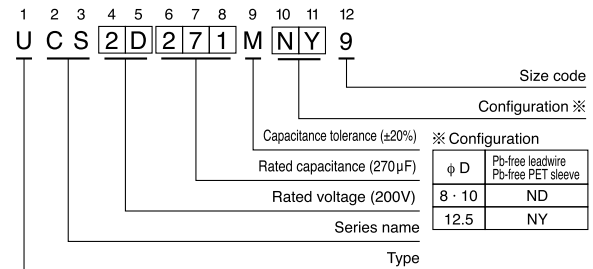 1 2 3 4 5 6 7 8 9 10 11 12
U C S 2 D 2 7 1 M N Y 9
Size code
Configuration ※
Capacitance tolerance (±20%)
Rated capacitance (270µF)
Rated voltage (200V)
Series name
Type
※ Configuration
ϕ D Pb-free leadwire
Pb-free PET sleeve
8 · 10 ND
12.5 NY